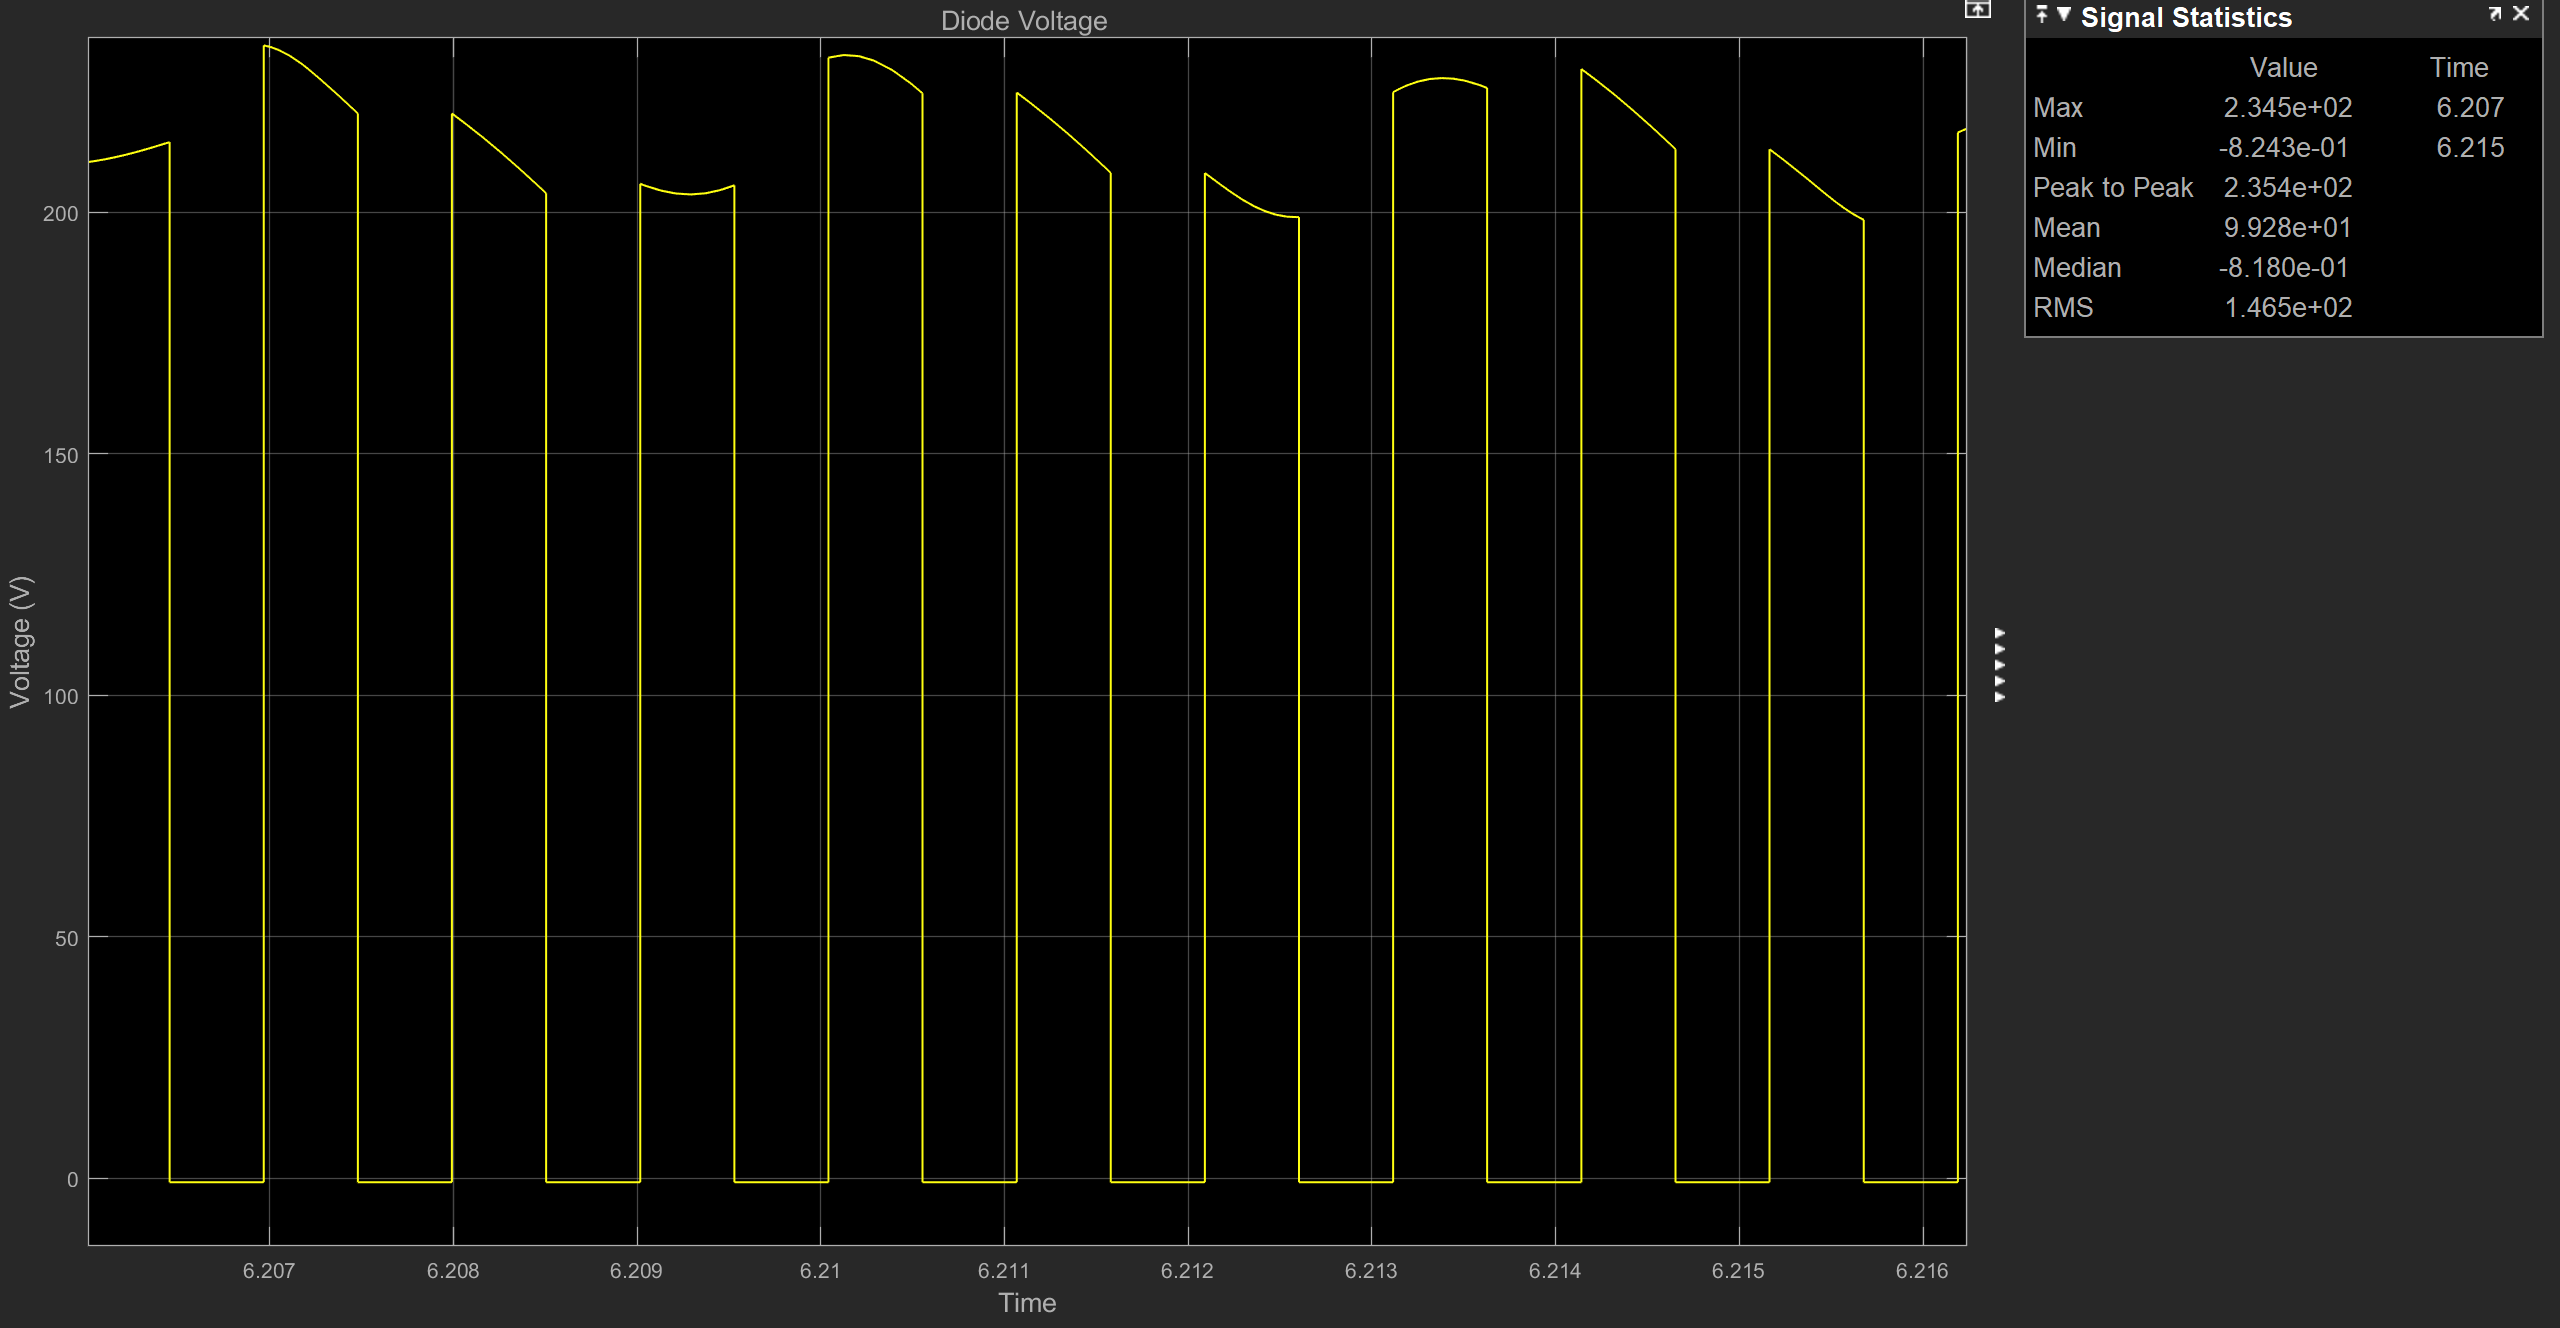 Diode Voltage
Signal Statistics
Value Time
Max 2.345e+02 6.207
Min -8.243e-01 6.215
Peak to Peak 2.354e+02
Mean 9.928e+01
Median -8.180e-01
RMS 1.465e+02
200
150
100
50
0
Voltage (V)
6.207 6.208 6.209 6.21 6.211 6.212 6.213 6.214 6.215 6.216
Time